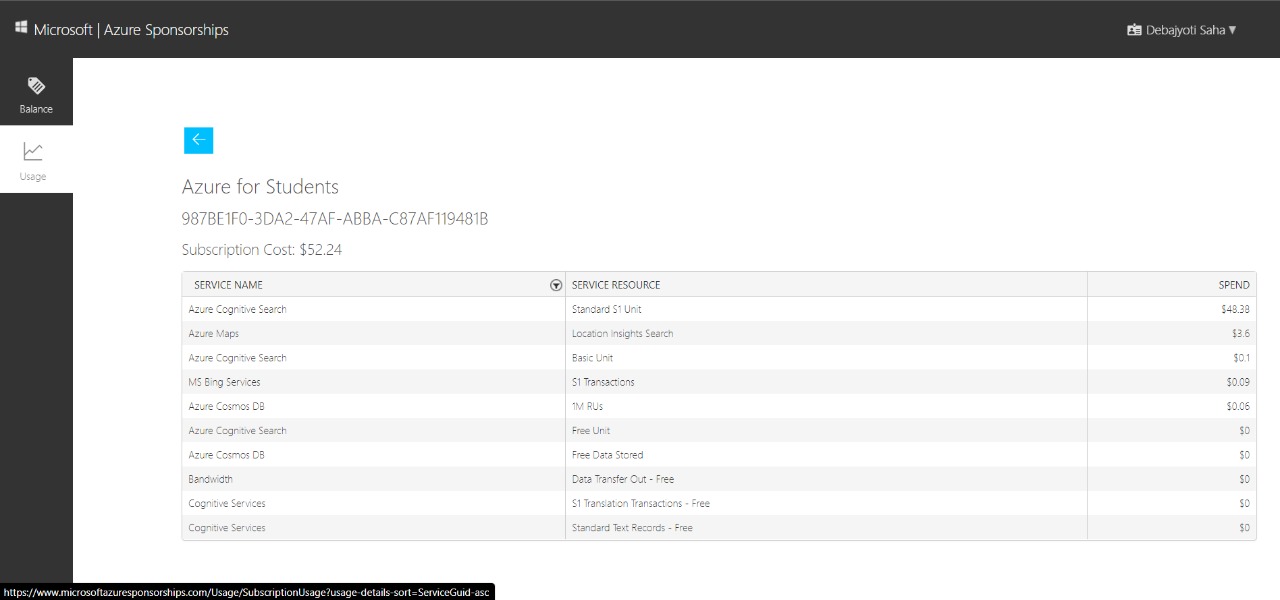 Microsoft | Azure Sponsorships
Debajyoti Saha
Balance
Usage
Azure for Students
987BE1F0-3DA2-47AF-ABBA-C87AF119481B
Subscription Cost: $52.24
SERVICE NAME SERVICE RESOURCE SPEND
Azure Cognitive Search Standard S1 Unit $48.38
Azure Maps Location Insights Search $3.6
Azure Cognitive Search Basic Unit $0.1
MS Bing Services S1 Transactions $0.09
Azure Cosmos DB 1M RUs $0.06
Azure Cognitive Search Free Unit $0
Azure Cosmos DB Free Data Stored $0
Bandwidth Data Transfer Out - Free $0
Cognitive Services S1 Translation Transactions - Free $0
Cognitive Services Standard Text Records - Free $0
https://www.microsoftazuresponsorships.com/Usage/SubscriptionUsage?usage-details-sort=ServiceGuid-asc